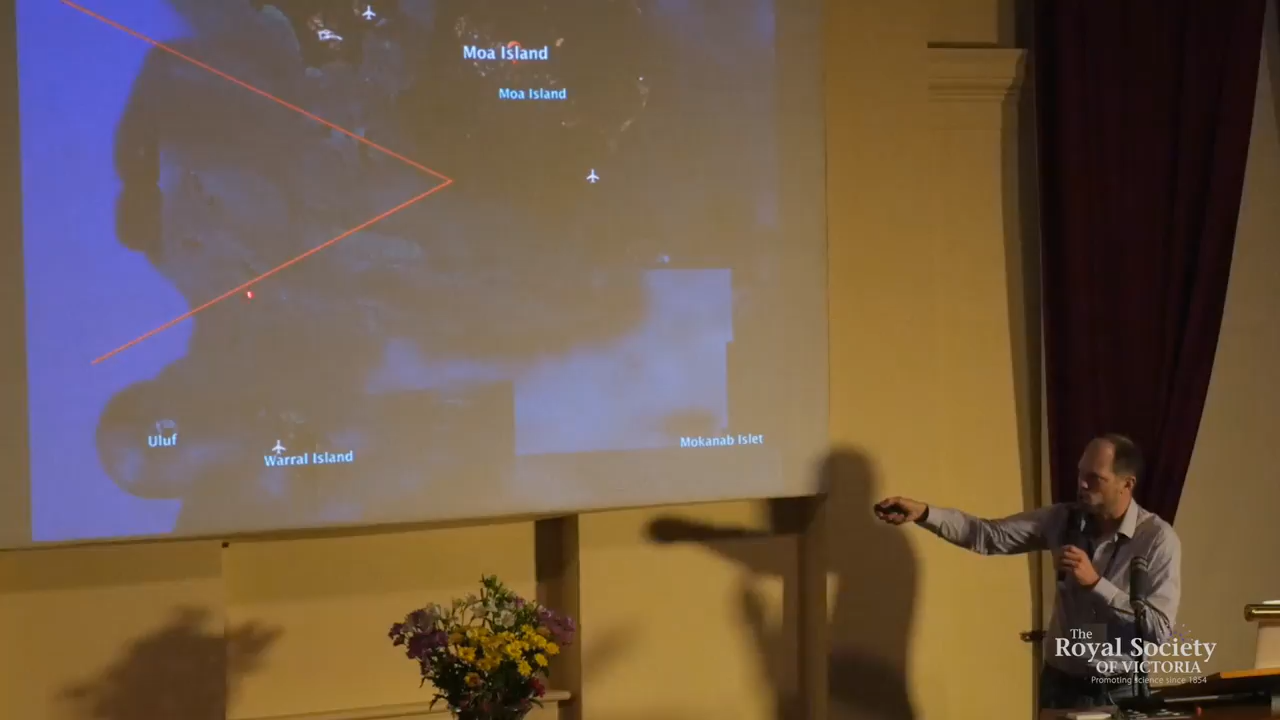 Moa Island
Moa Island
Uluf
Warral Island
Mokanab Islet
The
Royal Society
OF VICTORIA
Promoting science since 1854